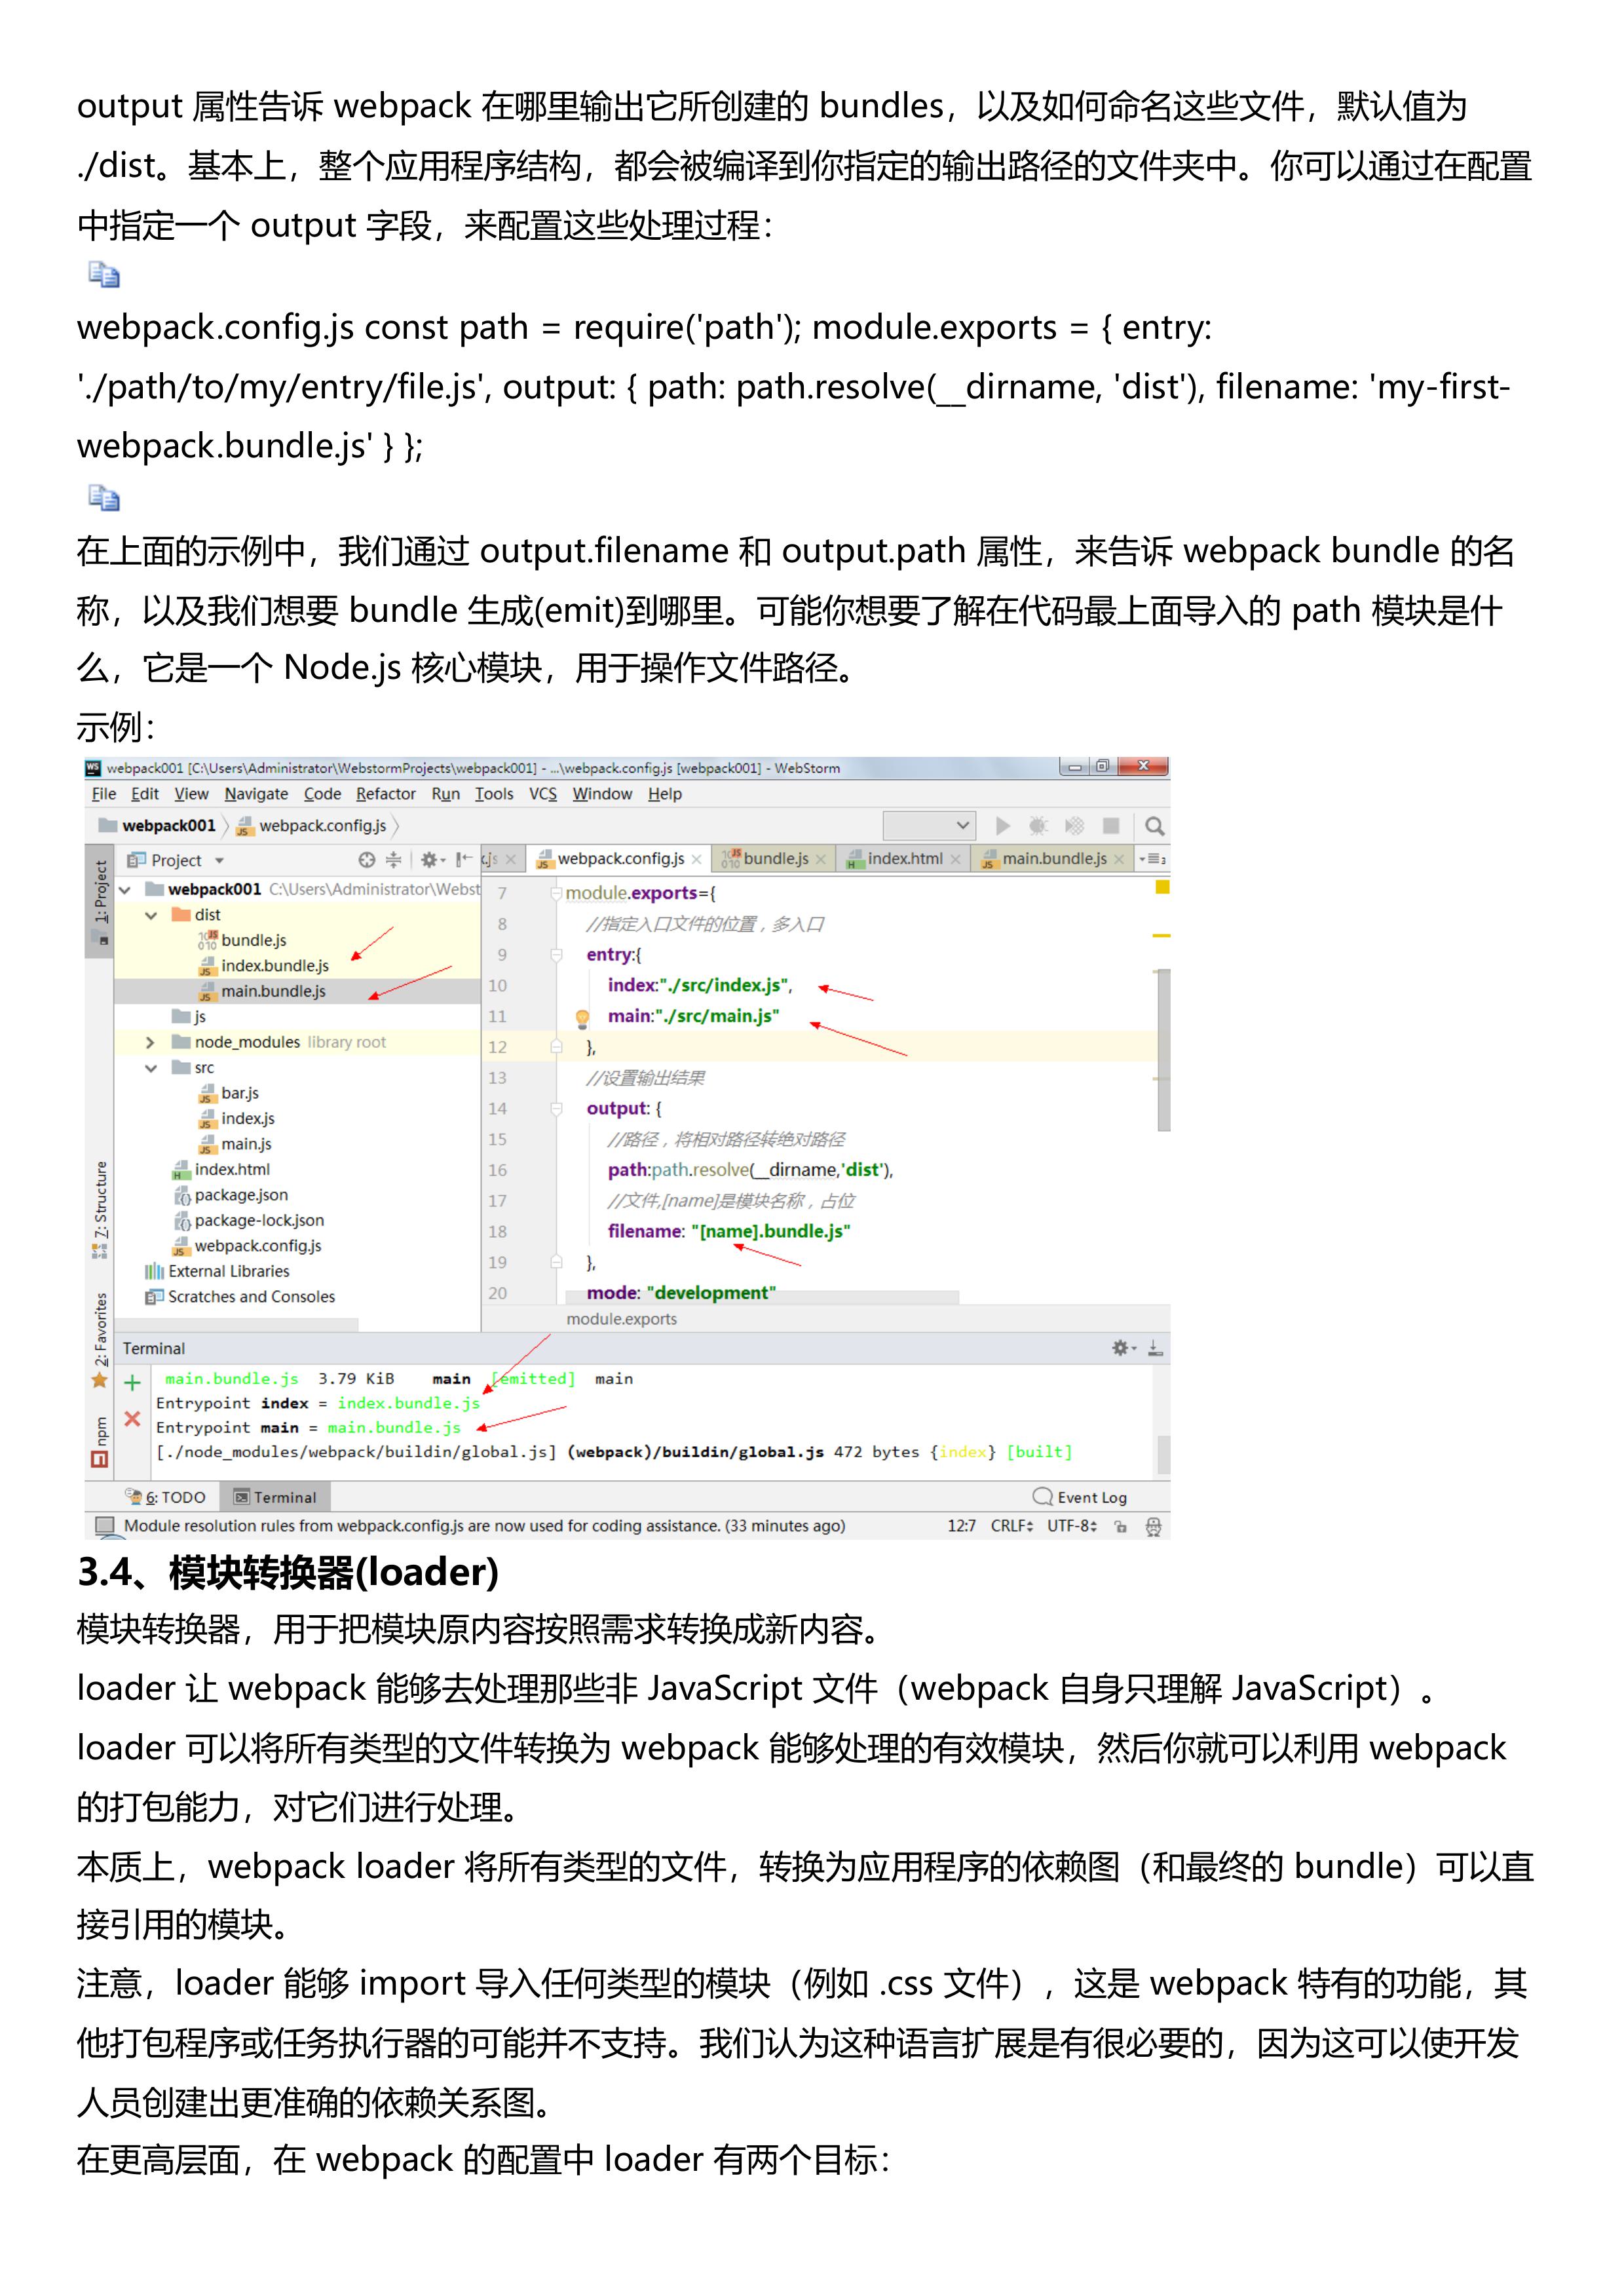 output 属性告诉 webpack 在哪里输出它所创建的 bundles，以及如何命名这些文件，默认值为
./dist。基本上，整个应用程序结构，都会被编译到你指定的输出路径的文件夹中。你可以通过在配置
中指定一个 output 字段，来配置这些处理过程：
webpack.config.js const path = require('path'); module.exports = { entry:
'./path/to/my/entry/file.js', output: { path: path.resolve(__dirname, 'dist'), filename: 'my-first-
webpack.bundle.js' } };
在上面的示例中，我们通过 output.filename 和 output.path 属性，来告诉 webpack bundle 的名
称，以及我们想要 bundle 生成(emit)到哪里。可能你想要了解在代码最上面导入的 path 模块是什
么，它是一个 Node.js 核心模块，用于操作文件路径。
示例：
webpack001 [C:\Users\Administrator\WebstormProjects\webpack001] - ...\webpack.config.js [webpack001] - WebStorm
File Edit View Navigate Code Refactor Run Tools VCS Window Help
webpack001 webpack.config.js
1: Project
7: Structure
2: Favorites
npm
Project
webpack001 C:\Users\Administrator\Webst
dist
bundle.js
index.bundle.js
main.bundle.js
js
node_modules library root
src
bar.js
index.js
main.js
index.html
package.json
package-lock.json
webpack.config.js
External Libraries
Scratches and Consoles
.js webpack.config.js bundle.js index.html main.bundle.js
7 module.exports={
8 //指定入口文件的位置，多入口
9 entry:{
10 index:"./src/index.js",
11 main:"./src/main.js"
12 },
13 //设置输出结果
14 output: {
15 //路径，将相对路径转绝对路径
16 path:path.resolve(__dirname,'dist'),
17 //文件,[name]是模块名称，占位
18 filename: "[name].bundle.js"
19 },
20 mode: "development"
module.exports
Terminal
main.bundle.js 3.79 KiB main [emitted] main
Entrypoint index = index.bundle.js
Entrypoint main = main.bundle.js
[./node_modules/webpack/buildin/global.js] (webpack)/buildin/global.js 472 bytes {index} [built]
6: TODO Terminal Event Log
Module resolution rules from webpack.config.js are now used for coding assistance. (33 minutes ago) 12:7 CRLF UTF-8
3.4、模块转换器(loader)
模块转换器，用于把模块原内容按照需求转换成新内容。
loader 让 webpack 能够去处理那些非 JavaScript 文件（webpack 自身只理解 JavaScript）。
loader 可以将所有类型的文件转换为 webpack 能够处理的有效模块，然后你就可以利用 webpack
的打包能力，对它们进行处理。
本质上，webpack loader 将所有类型的文件，转换为应用程序的依赖图（和最终的 bundle）可以直
接引用的模块。
注意，loader 能够 import 导入任何类型的模块（例如 .css 文件），这是 webpack 特有的功能，其
他打包程序或任务执行器的可能并不支持。我们认为这种语言扩展是有很必要的，因为这可以使开发
人员创建出更准确的依赖关系图。
在更高层面，在 webpack 的配置中 loader 有两个目标：